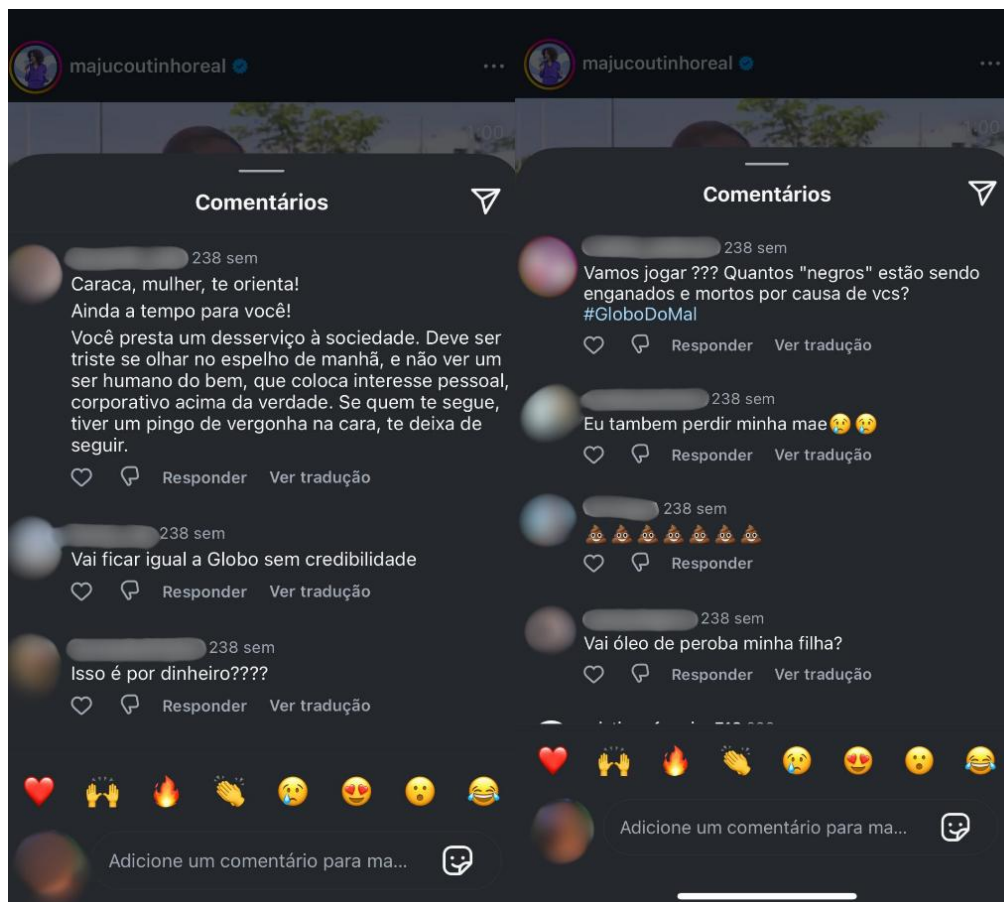 majucoutinhoreal
1:00
Comentários
238 sem
Caraca, mulher, te orienta!
Ainda a tempo para você!
Você presta um desserviço à sociedade. Deve ser
triste se olhar no espelho de manhã, e não ver um
ser humano do bem, que coloca interesse pessoal,
corporativo acima da verdade. Se quem te segue,
tiver um pingo de vergonha na cara, te deixa de
seguir.
Responder Ver tradução
238 sem
Vai ficar igual a Globo sem credibilidade
Responder Ver tradução
238 sem
Isso é por dinheiro????
Responder Ver tradução
Adicione um comentário para ma...
majucoutinhoreal
1:00
Comentários
238 sem
Vamos jogar ??? Quantos "negros" estão sendo
enganados e mortos por causa de vcs?
#GloboDoMal
Responder Ver tradução
238 sem
Eu tambem perdir minha mae😢 😢
Responder Ver tradução
238 sem
💩💩💩💩💩💩💩
Responder
238 sem
Vai óleo de peroba minha filha?
Responder Ver tradução
Adicione um comentário para ma...